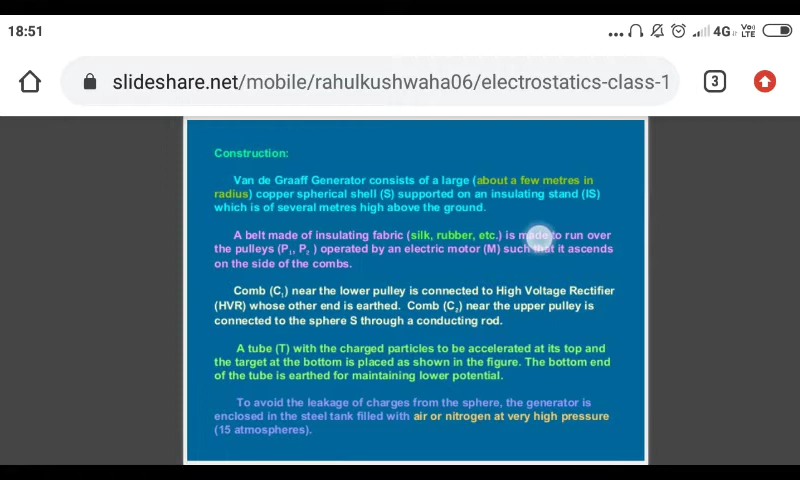 18:51
4G
Vo))
LTE
slideshare.net/mobile/rahulkushwaha06/electrostatics-class-1
3
Construction:
Van de Graaff Generator consists of a large (about a few metres in
radius) copper spherical shell (S) supported on an insulating stand (IS)
which is of several metres high above the ground.
A belt made of insulating fabric (silk, rubber, etc.) is made to run over
the pulleys (P₁, P₂ ) operated by an electric motor (M) such that it ascends
on the side of the combs.
Comb (C₁) near the lower pulley is connected to High Voltage Rectifier
(HVR) whose other end is earthed. Comb (C₂) near the upper pulley is
connected to the sphere S through a conducting rod.
A tube (T) with the charged particles to be accelerated at its top and
the target at the bottom is placed as shown in the figure. The bottom end
of the tube is earthed for maintaining lower potential.
To avoid the leakage of charges from the sphere, the generator is
enclosed in the steel tank filled with air or nitrogen at very high pressure
(15 atmospheres).